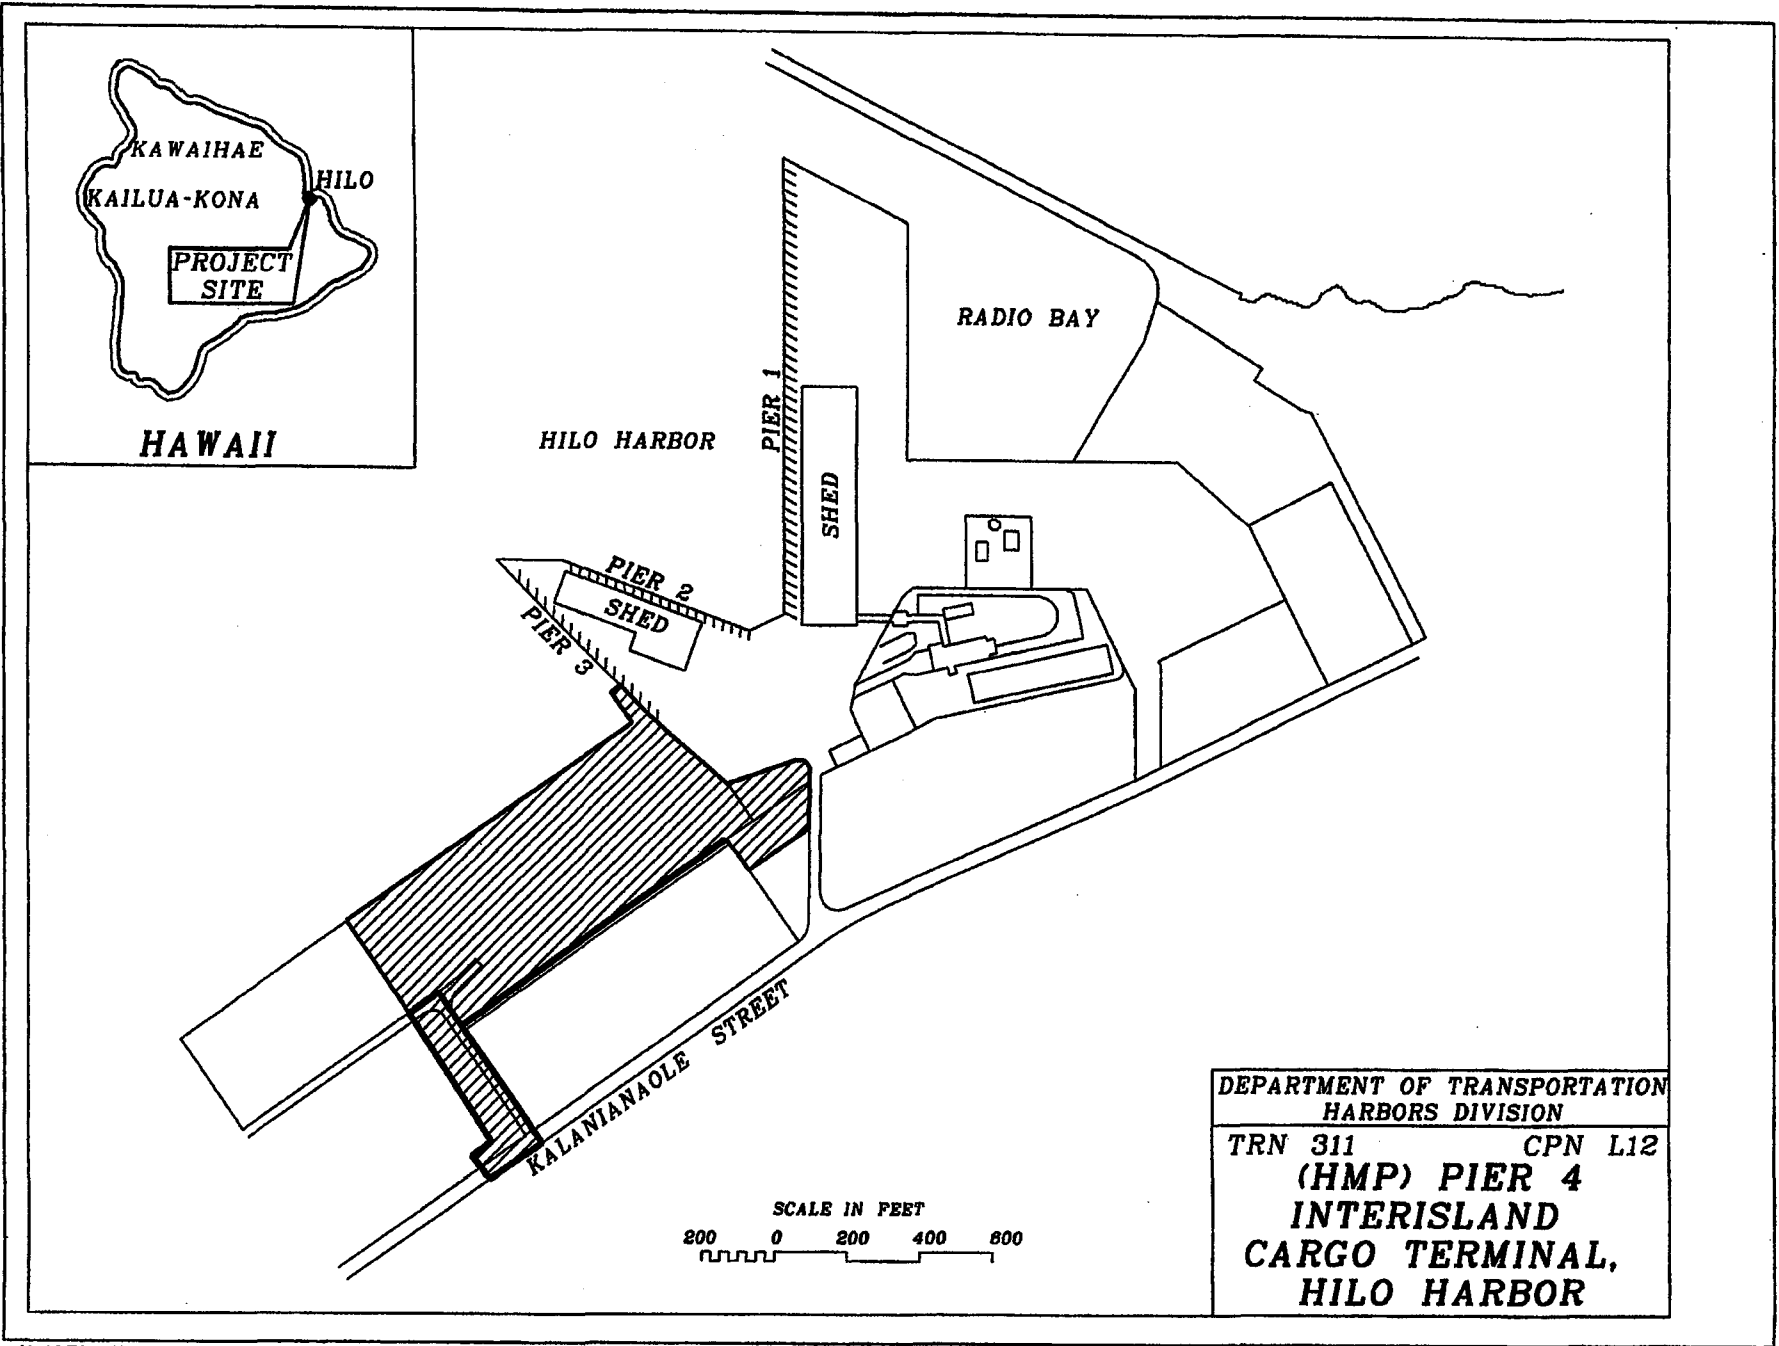 KAWAIHAE
HILO
KAILUA-KONA
PROJECT
SITE
HAWAII
RADIO BAY
HILO HARBOR
PIER 1
SHED
PIER 2
SHED
PIER 3
KALANIANAOLE STREET
SCALE IN FEET
200 0 200 400 600
DEPARTMENT OF TRANSPORTATION
HARBORS DIVISION
TRN 311 CPN L12
(HMP) PIER 4
INTERISLAND
CARGO TERMINAL,
HILO HARBOR